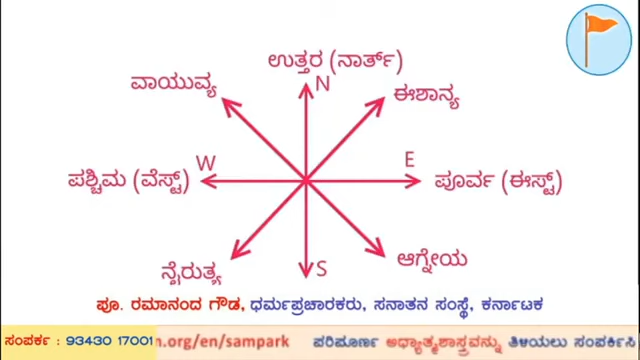 ಉತ್ತರ (ನಾರ್ತ್)
N
ವಾಯುವ್ಯ
ಈಶಾನ್ಯ
W
E
ಪಶ್ಚಿಮ (ವೆಸ್ಟ್)
ಪೂರ್ವ (ಈಸ್ಟ್)
ನೈರುತ್ಯ
S
ಆಗ್ನೇಯ
ಪೂ. ರಮಾನಂದ ಗೌಡ, ಧರ್ಮಪ್ರಚಾರಕರು, ಸನಾತನ ಸಂಸ್ಥೆ, ಕರ್ನಾಟಕ
ಸಂಪರ್ಕ : 93430 17001 n.org/en/sampark ಪರಿಪೂರ್ಣ ಅಧ್ಯಾತ್ಮಶಾಸ್ತ್ರವನ್ನು ತಿಳಿಯಲು ಸಂಪರ್ಕಿಸಿ